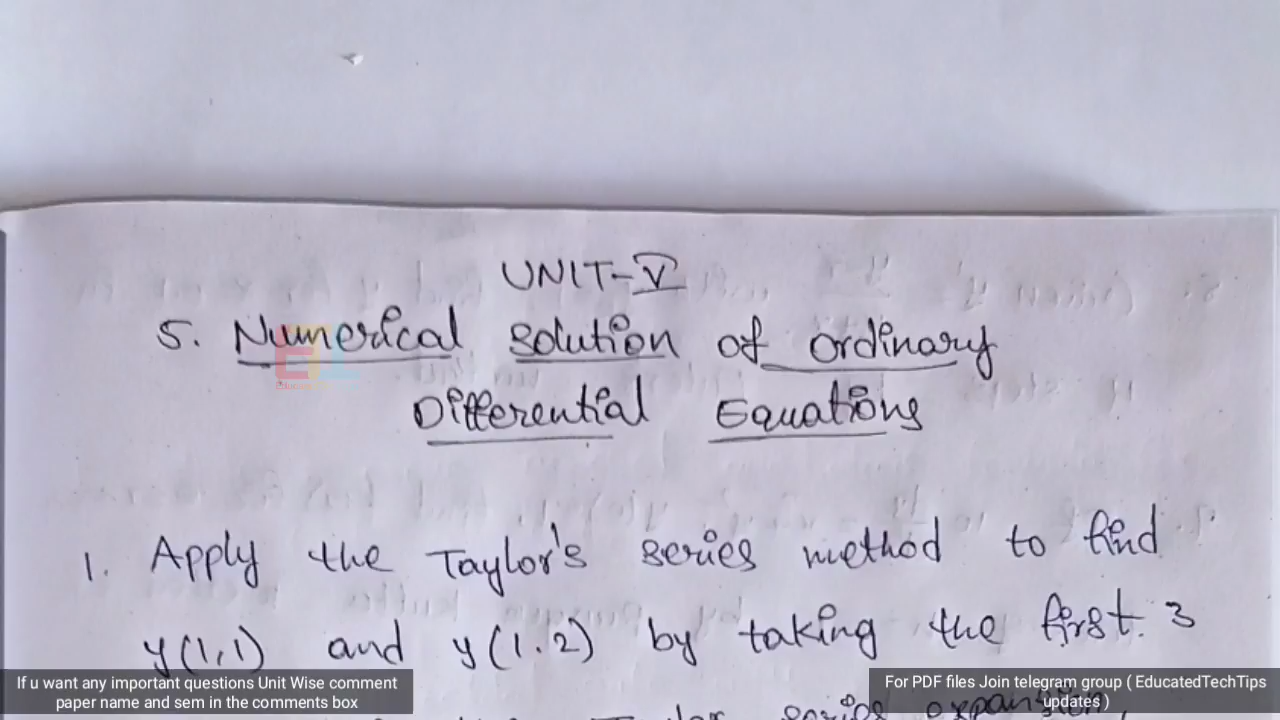 UNIT-V
5. Numerical solution of ordinary
Differential Equations
1. Apply the Taylor's series method to find
y(1,1) and y(1.2) by taking the first 3
series expansion,
If u want any important questions Unit Wise comment
paper name and sem in the comments box
For PDF files Join telegram group ( EducatedTechTips
updates )